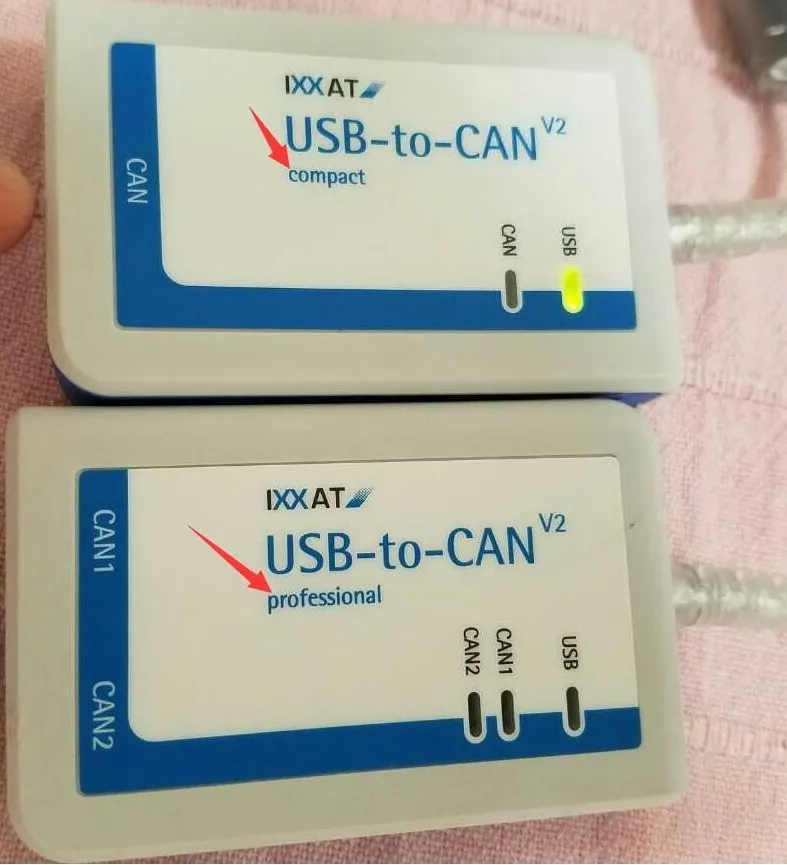 IXXAT
USB-to-CAN V2
compact
CAN
CAN
USB
IXXAT
USB-to-CAN V2
professional
CAN1
CAN2
CAN2
CAN1
USB